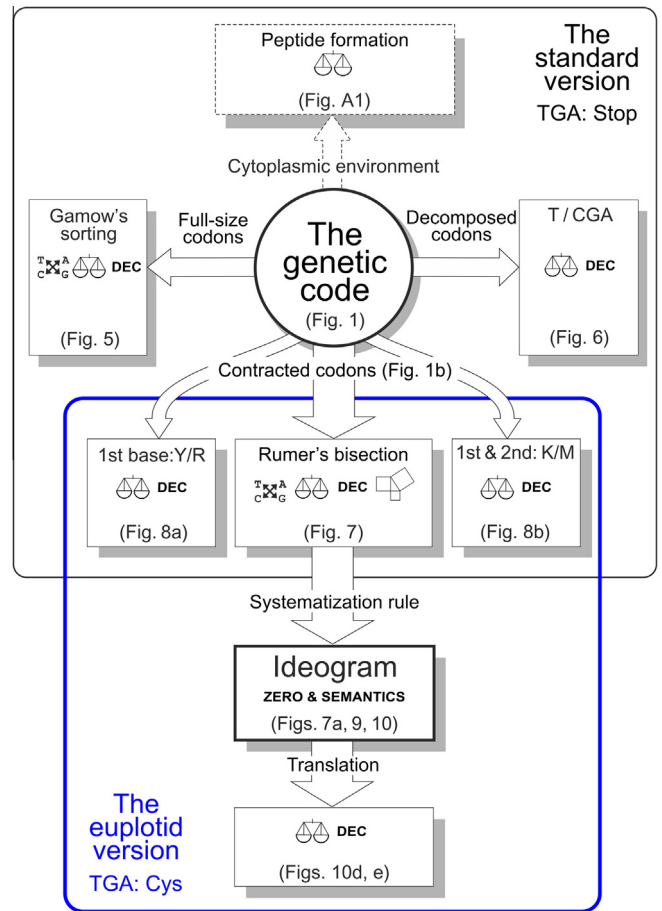 The
standard
version
TGA: Stop
Peptide formation
(Fig. A1)
Cytoplasmic environment
Gamow's
sorting
T A
C G
DEC
(Fig. 5)
Full-size
codons
The
genetic
code
(Fig. 1)
Decomposed
codons
T / CGA
DEC
(Fig. 6)
Contracted codons (Fig. 1b)
1st base:Y/R
DEC
(Fig. 8a)
Rumer's bisection
T A
C G
DEC
(Fig. 7)
1st & 2nd: K/M
DEC
(Fig. 8b)
Systematization rule
Ideogram
ZERO & SEMANTICS
(Figs. 7a, 9, 10)
Translation
DEC
(Figs. 10d, e)
The
euplotid
version
TGA: Cys